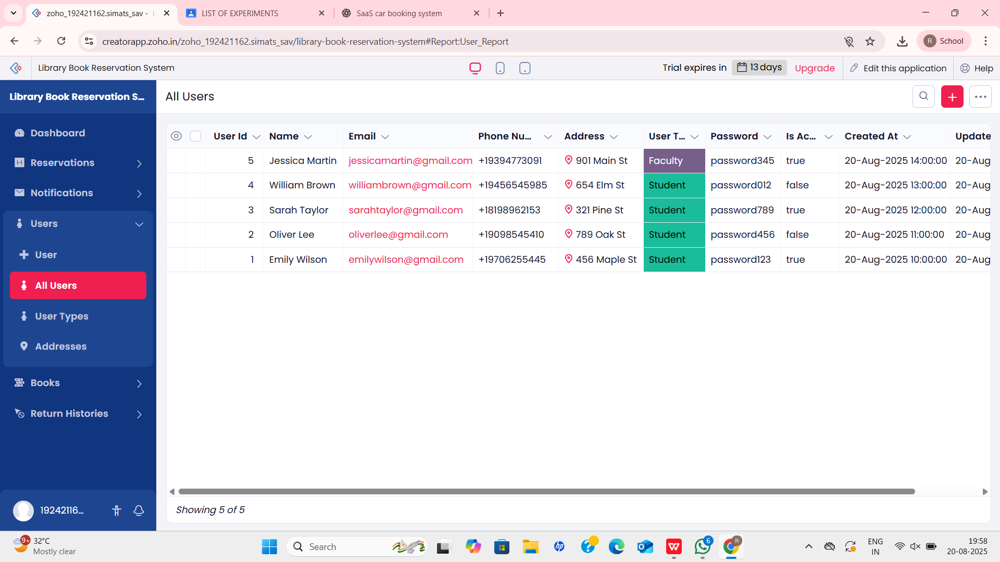 zoho_192421162.simats_sav -
LIST OF EXPERIMENTS
SaaS car booking system
creatorapp.zoho.in/zoho_192421162.simats_sav/library-book-reservation-system#Report:User_Report
R School
Library Book Reservation System
Trial expires in 13 days Upgrade Edit this application Help
Library Book Reservation S...
All Users
Dashboard
Reservations
Notifications
Users
User
All Users
User Types
Addresses
Books
Return Histories
19242116...
User Id Name Email Phone Nu... Address User T... Password Is Ac... Created At Update
5 Jessica Martin jessicamartin@gmail.com +19394773091 901 Main St Faculty password345 true 20-Aug-2025 14:00:00 20-Aug
4 William Brown williambrown@gmail.com +19456545985 654 Elm St Student password012 false 20-Aug-2025 13:00:00 20-Aug
3 Sarah Taylor sarahtaylor@gmail.com +18198962153 321 Pine St Student password789 true 20-Aug-2025 12:00:00 20-Aug
2 Oliver Lee oliverlee@gmail.com +19098545410 789 Oak St Student password456 false 20-Aug-2025 11:00:00 20-Aug
1 Emily Wilson emilywilson@gmail.com +19706255445 456 Maple St Student password123 true 20-Aug-2025 10:00:00 20-Aug
Showing 5 of 5
9+ 32°C
Mostly clear
Search
hp
6
R
ENG
IN
19:58
20-08-2025